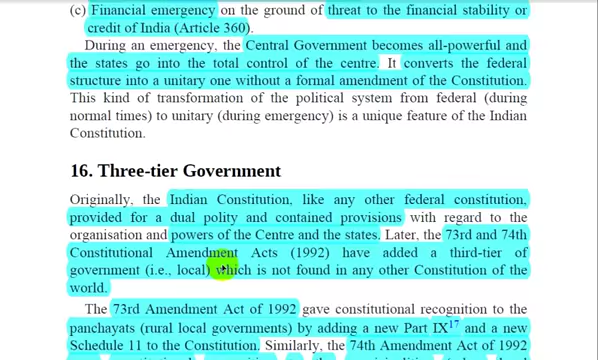 (c) Financial emergency on the ground of threat to the financial stability or
credit of India (Article 360).
During an emergency, the Central Government becomes all-powerful and
the states go into the total control of the centre. It converts the federal
structure into a unitary one without a formal amendment of the Constitution.
This kind of transformation of the political system from federal (during
normal times) to unitary (during emergency) is a unique feature of the Indian
Constitution.
16. Three-tier Government
Originally, the Indian Constitution, like any other federal constitution,
provided for a dual polity and contained provisions with regard to the
organisation and powers of the Centre and the states. Later, the 73rd and 74th
Constitutional Amendment Acts (1992) have added a third-tier of
government (i.e., local) which is not found in any other Constitution of the
world.
The 73rd Amendment Act of 1992 gave constitutional recognition to the
panchayats (rural local governments) by adding a new Part IX17 and a new
Schedule 11 to the Constitution. Similarly, the 74th Amendment Act of 1992